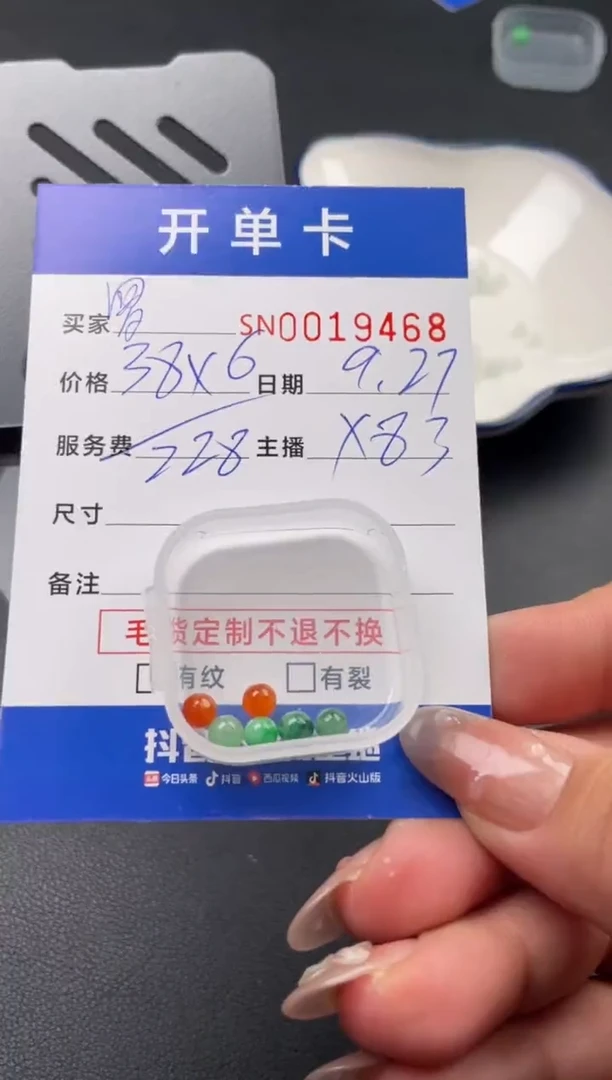 开单卡
买家 SN0019468
价格 38X6 日期 9.27
服务费 228 主播 X83
尺寸
备注
毛货定制不退不换
有纹 有裂
抖音
今日头条 抖音 西瓜视频 抖音火山版